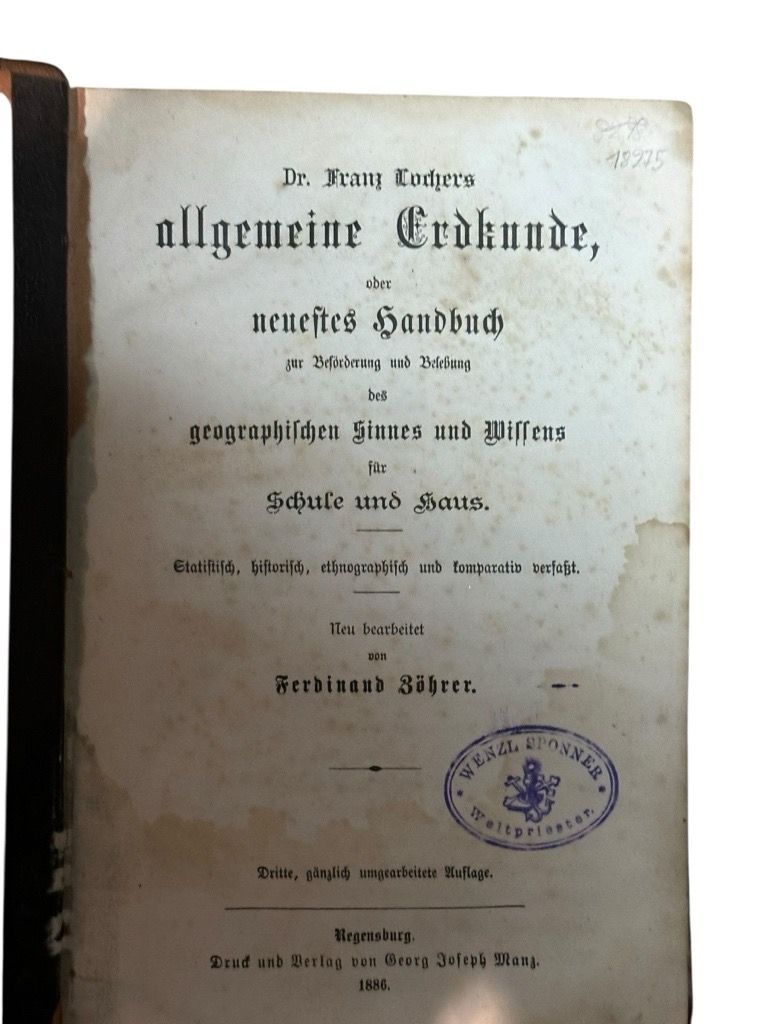 18975
Dr. Franz Lochers
allgemeine Erdkunde,
oder
neueſtes Handbuch
zur Beförderung und Belebung
des
geographiſchen Sinnes und Wiſſens
für
Schule und Haus.
Statiſtiſch, hiſtoriſch, ethnographiſch und komparativ verfaßt.
Neu bearbeitet
von
Ferdinand Zöhrer.
WENZL SPONNER
Weltpriester.
Dritte, gänzlich umgearbeitete Auflage.
Regensburg.
Druck und Verlag von Georg Joſeph Manz.
1886.